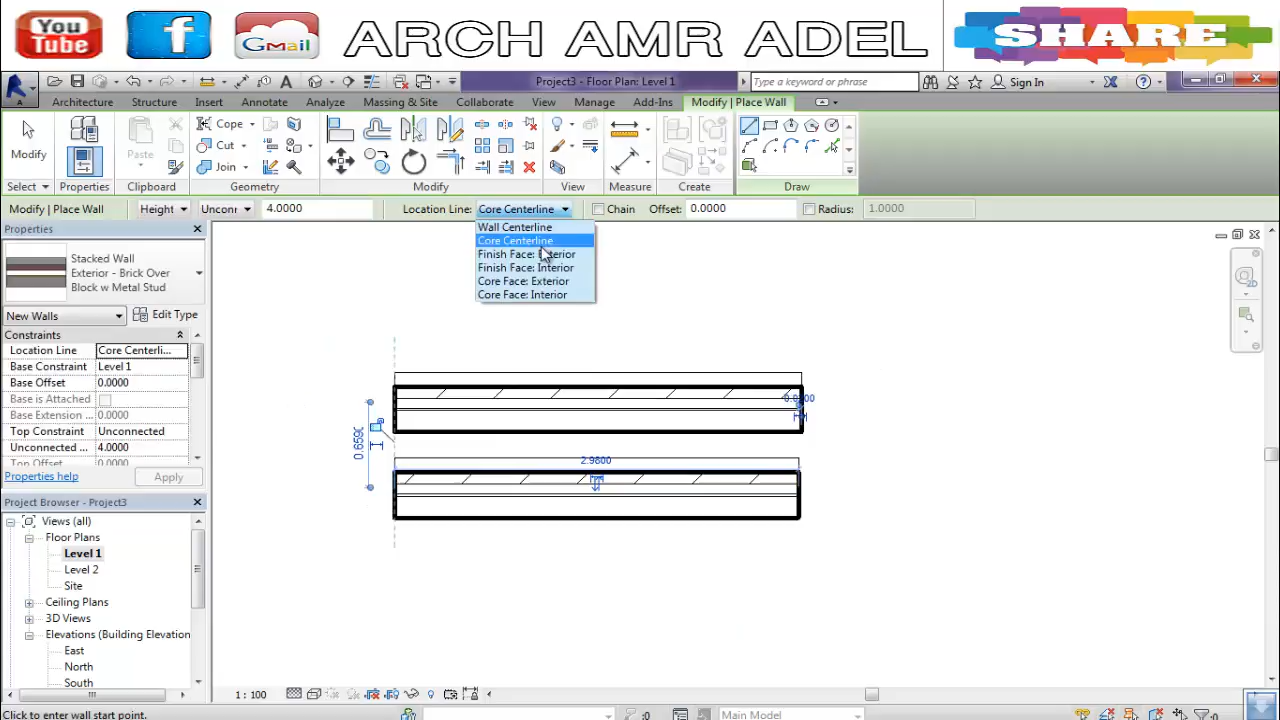 You
Tube
f
Gmail
ARCH AMR ADEL
SHARE
Project3 - Floor Plan: Level 1
Type a keyword or phrase
Sign In
Architecture Structure Insert Annotate Analyze Massing & Site Collaborate View Manage Add-Ins Modify | Place Wall
Cope
Cut
Join
Modify
Properties
Paste
Select Properties Clipboard Geometry Modify View Measure Create Draw
Modify | Place Wall
Height
Unconr
4.0000
Location Line: Core Centerline
Chain
Offset: 0.0000
Radius: 1.0000
Wall Centerline
Core Centerline
Finish Face: Exterior
Finish Face: Interior
Core Face: Exterior
Core Face: Interior
Properties
Stacked Wall
Exterior - Brick Over
Block w Metal Stud
New Walls
Edit Type
Constraints
Location Line Core Centerli...
Base Constraint Level 1
Base Offset 0.0000
Base is Attached
Base Extension 0.0000
Top Constraint Unconnected
Unconnected 4.0000
Top Offset 0.0000
Properties help
Apply
Project Browser - Project3
Views (all)
Floor Plans
Level 1
Level 2
Site
Ceiling Plans
3D Views
Elevations (Building Elevation
East
North
South
2.9800
1 : 100
Click to enter wall start point.
:0
Main Model